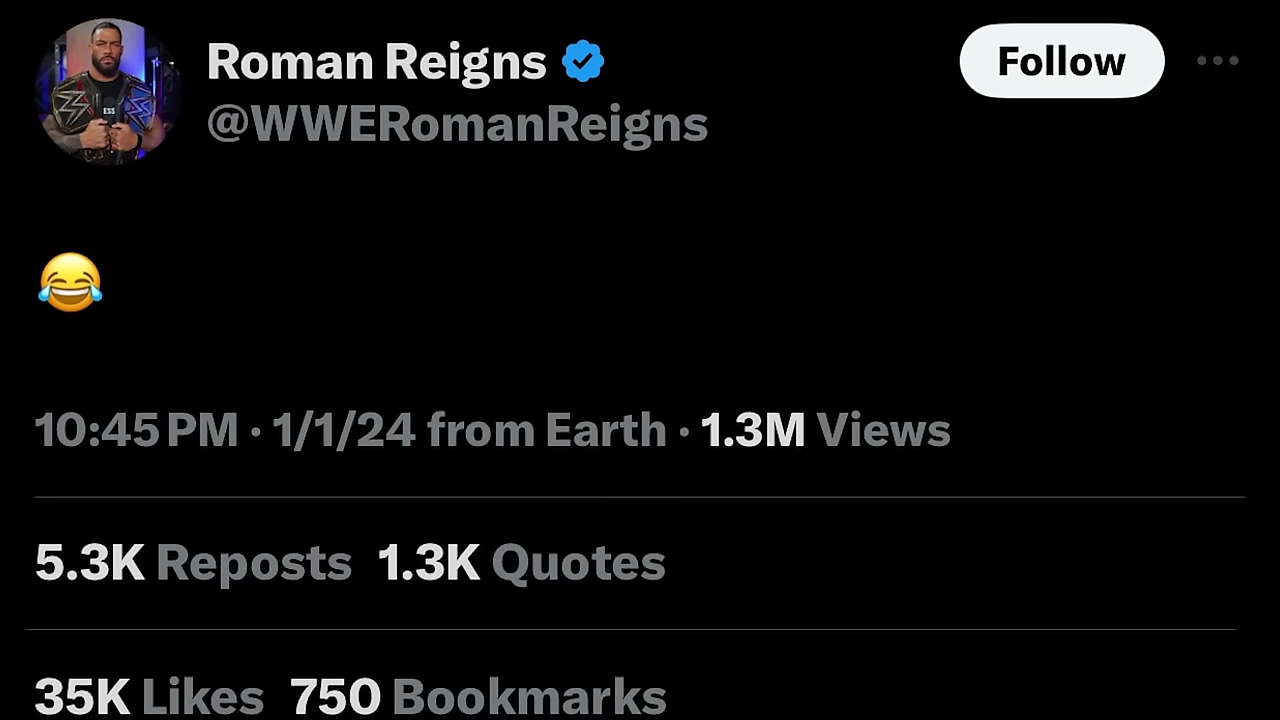 Roman Reigns
Follow
@WWERomanReigns
😂
10:45 PM · 1/1/24 from Earth · 1.3M Views
5.3K Reposts 1.3K Quotes
35K Likes 750 Bookmarks